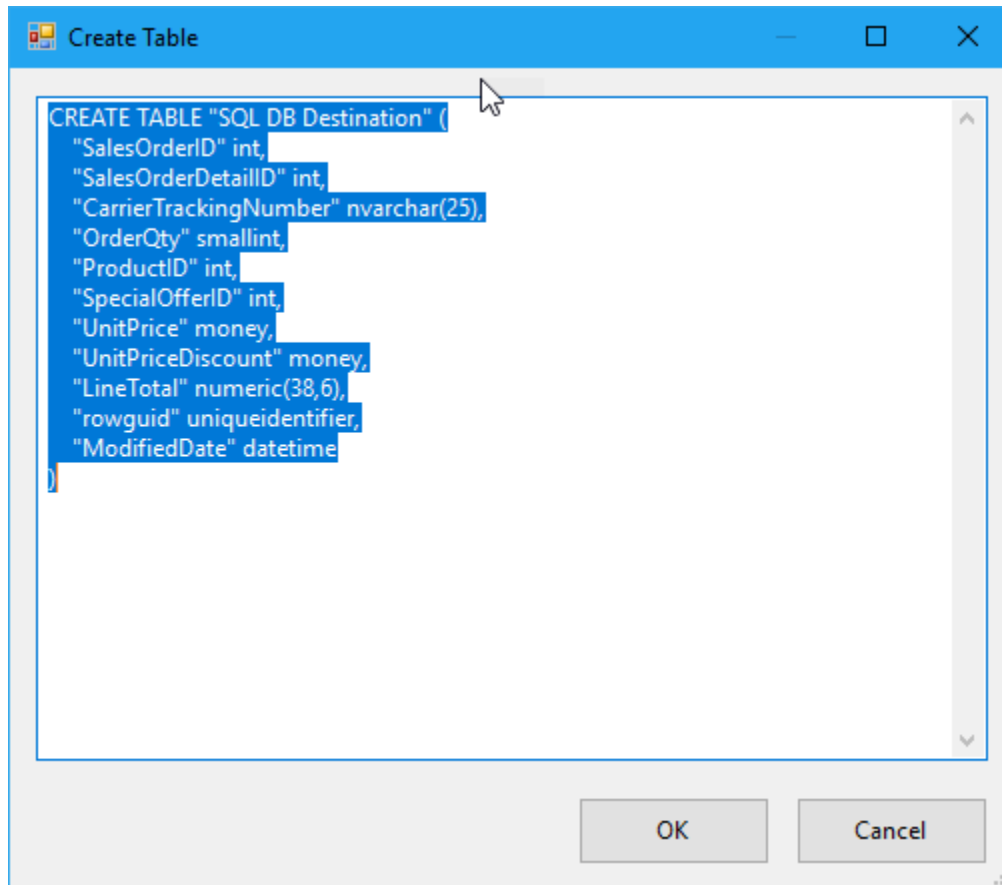 Create Table
CREATE TABLE "SQL DB Destination" (
"SalesOrderID" int,
"SalesOrderDetailID" int,
"CarrierTrackingNumber" nvarchar(25),
"OrderQty" smallint,
"ProductID" int,
"SpecialOfferID" int,
"UnitPrice" money,
"UnitPriceDiscount" money,
"LineTotal" numeric(38,6),
"rowguid" uniqueidentifier,
"ModifiedDate" datetime
)
OK Cancel